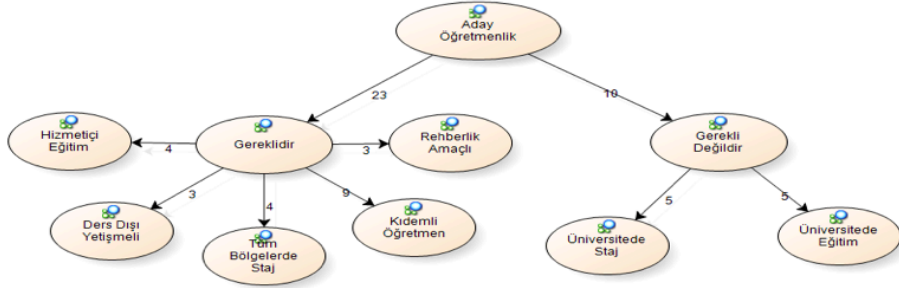 Aday
Öğretmenlik
23
10
Hizmetiçi
Eğitim
4
Gereklidir
3
Rehberlik
Amaçlı
Gerekli
Değildir
3
4
9
5
5
Ders Dışı
Yetişmeli
Tüm
Bölgelerde
Staj
Kıdemli
Öğretmen
Üniversitede
Staj
Üniversitede
Eğitim